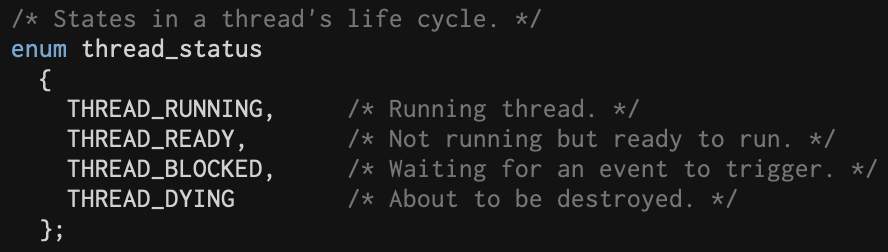 /* States in a thread's life cycle. */
enum thread_status
  {
    THREAD_RUNNING,     /* Running thread. */
    THREAD_READY,       /* Not running but ready to run. */
    THREAD_BLOCKED,     /* Waiting for an event to trigger. */
    THREAD_DYING        /* About to be destroyed. */
  };